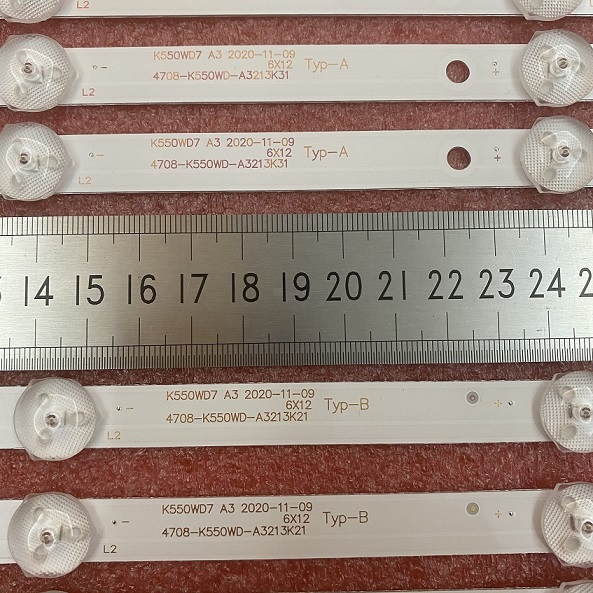 L2
K550WD7 A3 2020-11-09
6X12 Typ-A
4708-K550WD-A3213K31
- L2 +
K550WD7 A3 2020-11-09
6X12 Typ-A
4708-K550WD-A3213K31
- L2 +
14 15 16 17 18 19 20 21 22 23 24
K550WD7 A3 2020-11-09
6X12 Typ-B
4708-K550WD-A3213K21
- L2 +
K550WD7 A3 2020-11-09
6X12 Typ-B
4708-K550WD-A3213K21
- L2 +